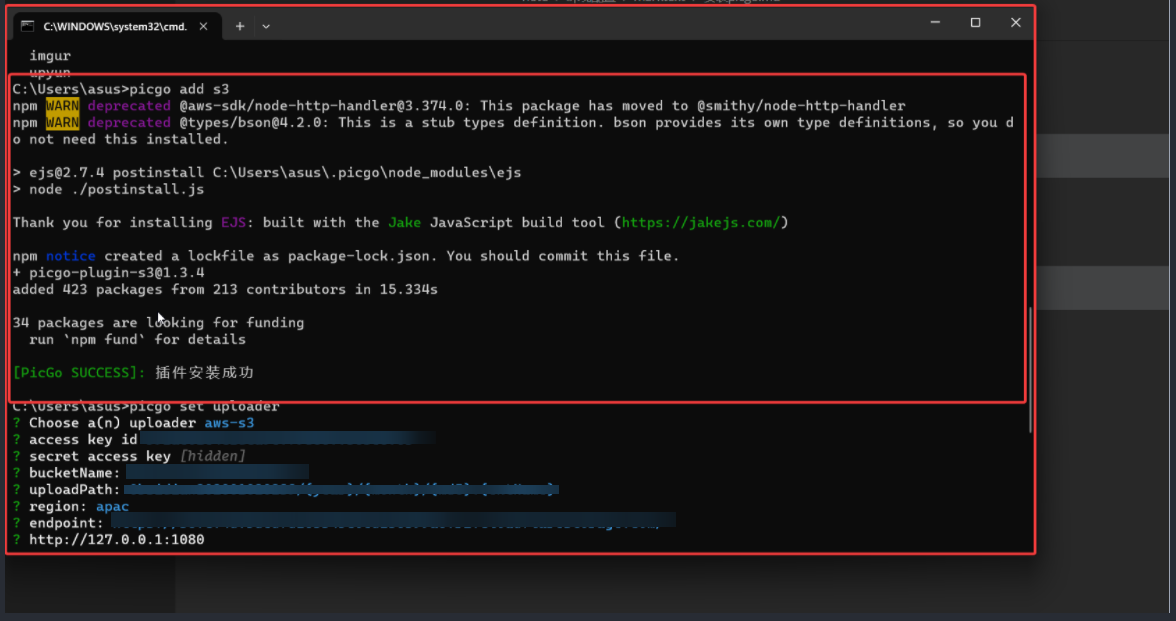 C:\WINDOWS\system32\cmd.
imgur
upyun
C:\Users\asus>picgo add s3
npm WARN deprecated @aws-sdk/node-http-handler@3.374.0: This package has moved to @smithy/node-http-handler
npm WARN deprecated @types/bson@4.2.0: This is a stub types definition. bson provides its own type definitions, so you d
o not need this installed.
> ejs@2.7.4 postinstall C:\Users\asus\.picgo\node_modules\ejs
> node ./postinstall.js
Thank you for installing EJS: built with the Jake JavaScript build tool (https://jakejs.com/)
npm notice created a lockfile as package-lock.json. You should commit this file.
+ picgo-plugin-s3@1.3.4
added 423 packages from 213 contributors in 15.334s
34 packages are looking for funding
run `npm fund` for details
[PicGo SUCCESS]: 插件安装成功
C:\Users\asus>picgo set uploader
? Choose a(n) uploader aws-s3
? access key id
? secret access key [hidden]
? bucketName:
? uploadPath:
? region: apac
? endpoint:
? http://127.0.0.1:1080